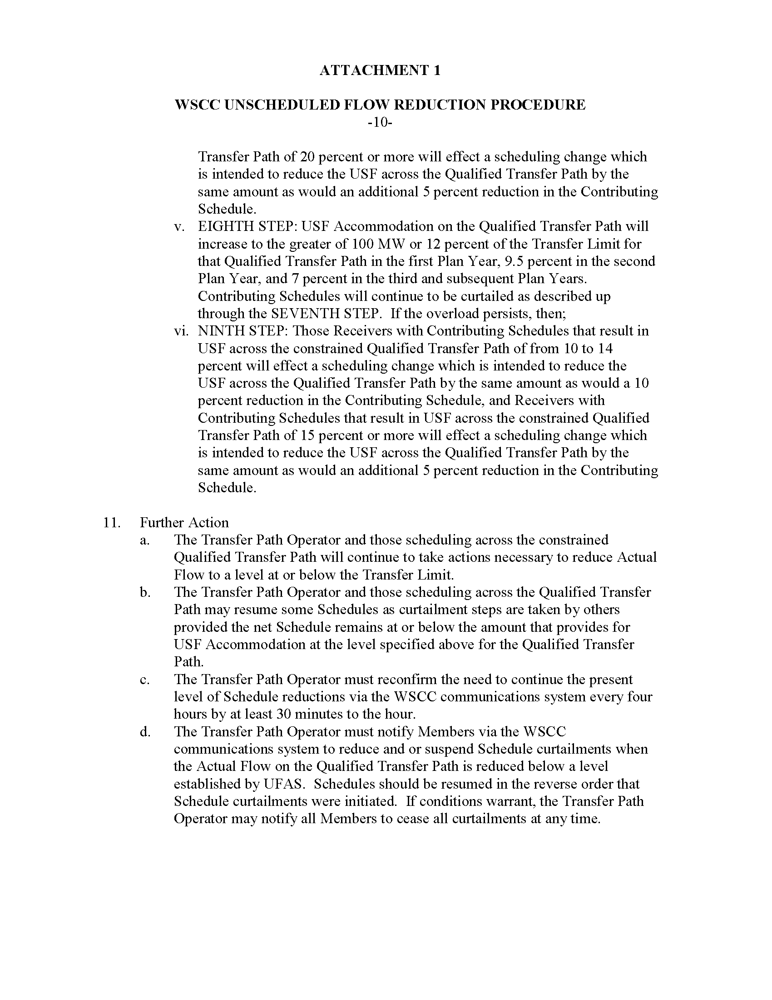 ATTACHMENT 1
WSCC UNSCHEDULED FLOW REDUCTION PROCEDURE
-10-
Transfer Path of 20 percent or more will effect a scheduling change which
is intended to reduce the USF across the Qualified Transfer Path by the
same amount as would an additional 5 percent reduction in the Contributing
Schedule.
v. EIGHTH STEP: USF Accommodation on the Qualified Transfer Path will
increase to the greater of 100 MW or 12 percent of the Transfer Limit for
that Qualified Transfer Path in the first Plan Year, 9.5 percent in the second
Plan Year, and 7 percent in the third and subsequent Plan Years.
Contributing Schedules will continue to be curtailed as described up
through the SEVENTH STEP.  If the overload persists, then;
vi. NINTH STEP: Those Receivers with Contributing Schedules that result in
USF across the constrained Qualified Transfer Path of from 10 to 14
percent will effect a scheduling change which is intended to reduce the
USF across the Qualified Transfer Path by the same amount as would a 10
percent reduction in the Contributing Schedule, and Receivers with
Contributing Schedules that result in USF across the constrained Qualified
Transfer Path of 15 percent or more will effect a scheduling change which
is intended to reduce the USF across the Qualified Transfer Path by the
same amount as would an additional 5 percent reduction in the Contributing
Schedule.
11. Further Action
a. The Transfer Path Operator and those scheduling across the constrained
Qualified Transfer Path will continue to take actions necessary to reduce Actual
Flow to a level at or below the Transfer Limit.
b. The Transfer Path Operator and those scheduling across the Qualified Transfer
Path may resume some Schedules as curtailment steps are taken by others
provided the net Schedule remains at or below the amount that provides for
USF Accommodation at the level specified above for the Qualified Transfer
Path.
c. The Transfer Path Operator must reconfirm the need to continue the present
level of Schedule reductions via the WSCC communications system every four
hours by at least 30 minutes to the hour.
d. The Transfer Path Operator must notify Members via the WSCC
communications system to reduce and or suspend Schedule curtailments when
the Actual Flow on the Qualified Transfer Path is reduced below a level
established by UFAS.  Schedules should be resumed in the reverse order that
Schedule curtailments were initiated.  If conditions warrant, the Transfer Path
Operator may notify all Members to cease all curtailments at any time.